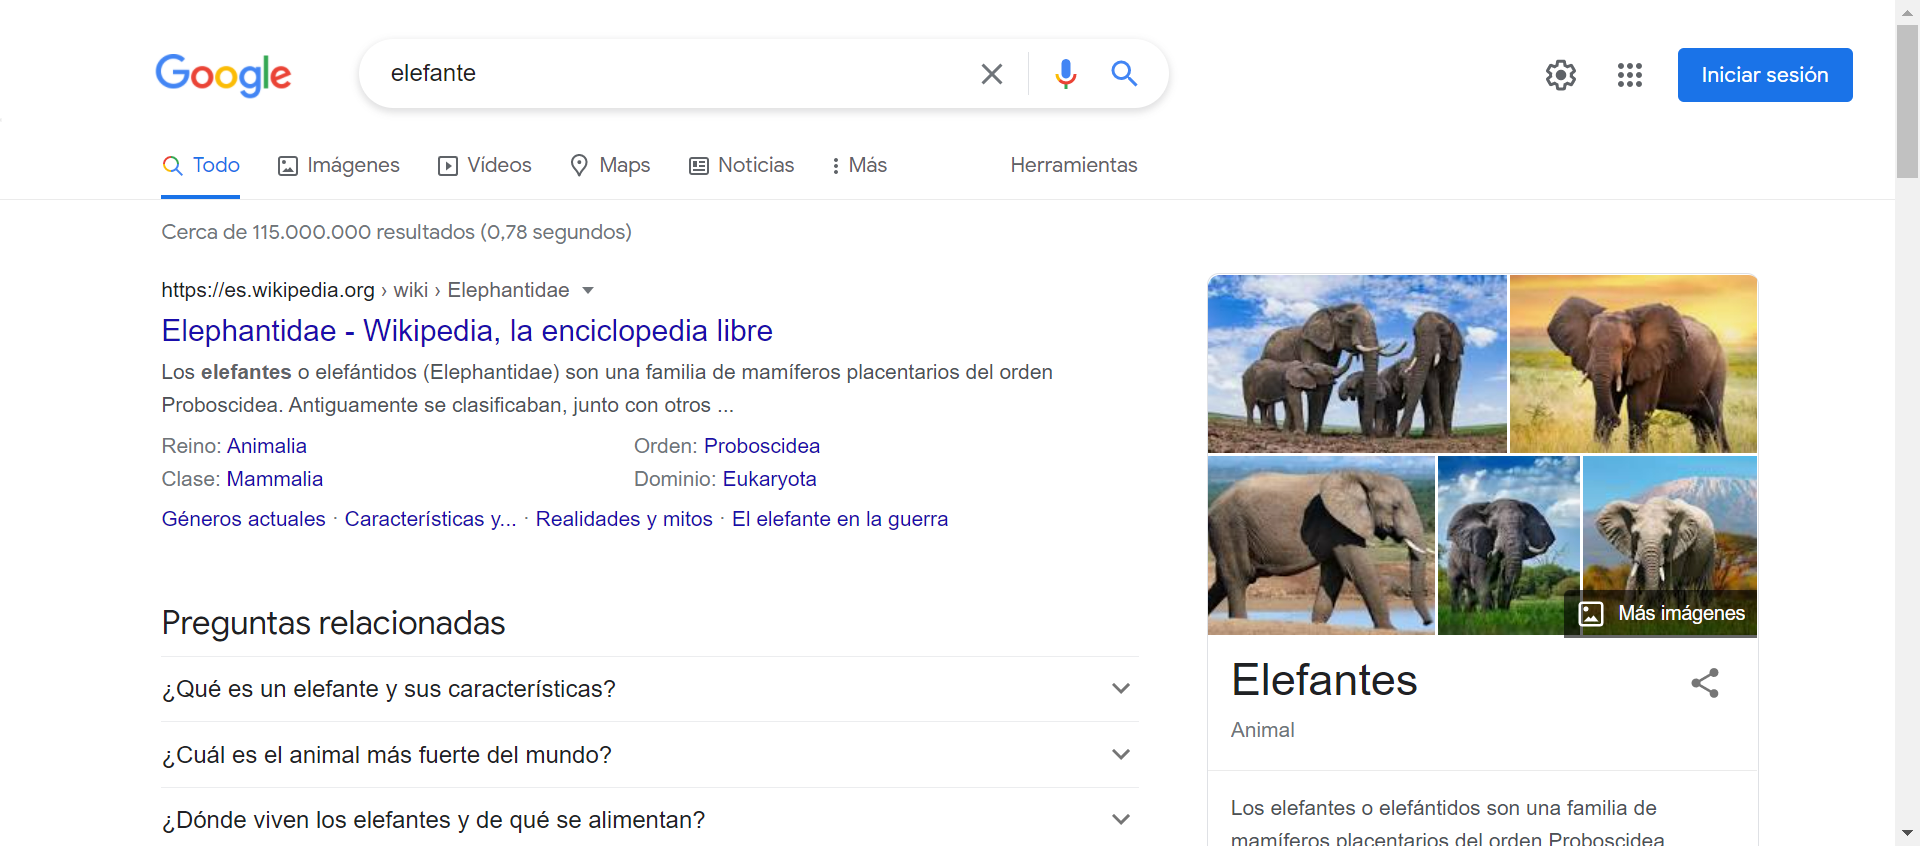 Google
elefante
Iniciar sesión
Todo
Imágenes
Vídeos
Maps
Noticias
Más
Herramientas
Cerca de 115.000.000 resultados (0,78 segundos)
https://es.wikipedia.org › wiki › Elephantidae
Elephantidae - Wikipedia, la enciclopedia libre
Los elefantes o elefántidos (Elephantidae) son una familia de mamíferos placentarios del orden
Proboscidea. Antiguamente se clasificaban, junto con otros ...
Reino: Animalia
Orden: Proboscidea
Clase: Mammalia
Dominio: Eukaryota
Géneros actuales · Características y... · Realidades y mitos · El elefante en la guerra
Preguntas relacionadas
¿Qué es un elefante y sus características?
¿Cuál es el animal más fuerte del mundo?
¿Dónde viven los elefantes y de qué se alimentan?
Más imágenes
Elefantes
Animal
Los elefantes o elefántidos son una familia de
mamíferos placentarios del orden Proboscidea